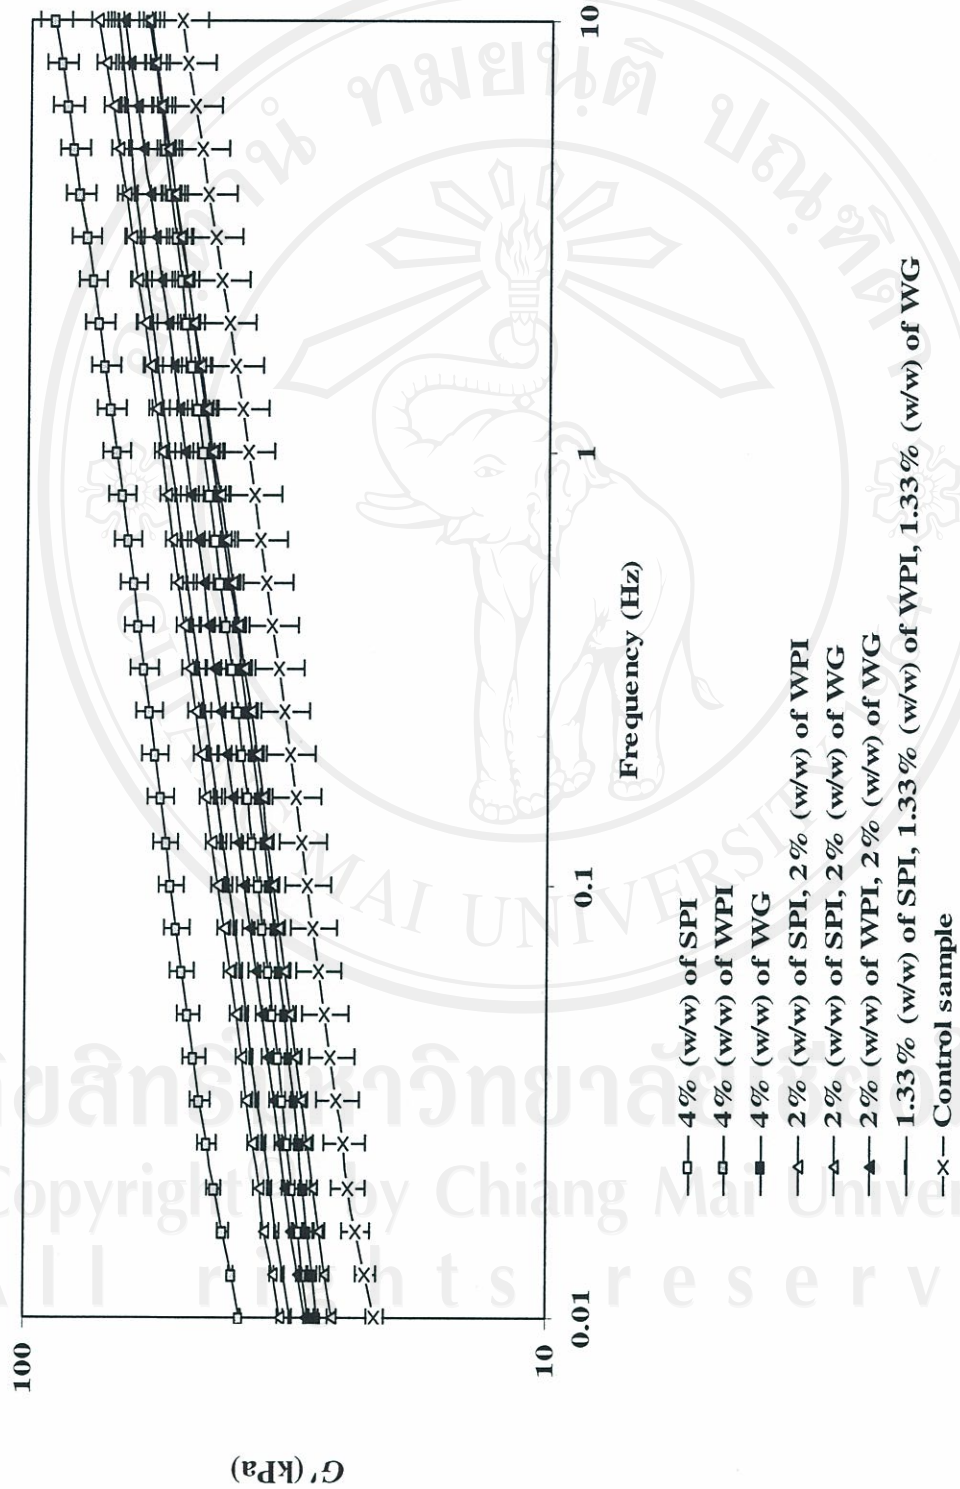 100
10
G' (kPa)
0.01
0.1
1
10
Frequency (Hz)
4% (w/w) of SPI
4% (w/w) of WPI
4% (w/w) of WG
2% (w/w) of SPI, 2% (w/w) of WPI
2% (w/w) of SPI, 2% (w/w) of WG
2% (w/w) of WPI, 2% (w/w) of WG
1.33% (w/w) of SPI, 1.33% (w/w) of WPI, 1.33% (w/w) of WG
Control sample
MAI UNIVERSITY
Copyright © by Chiang Mai Univer
All rights reserv